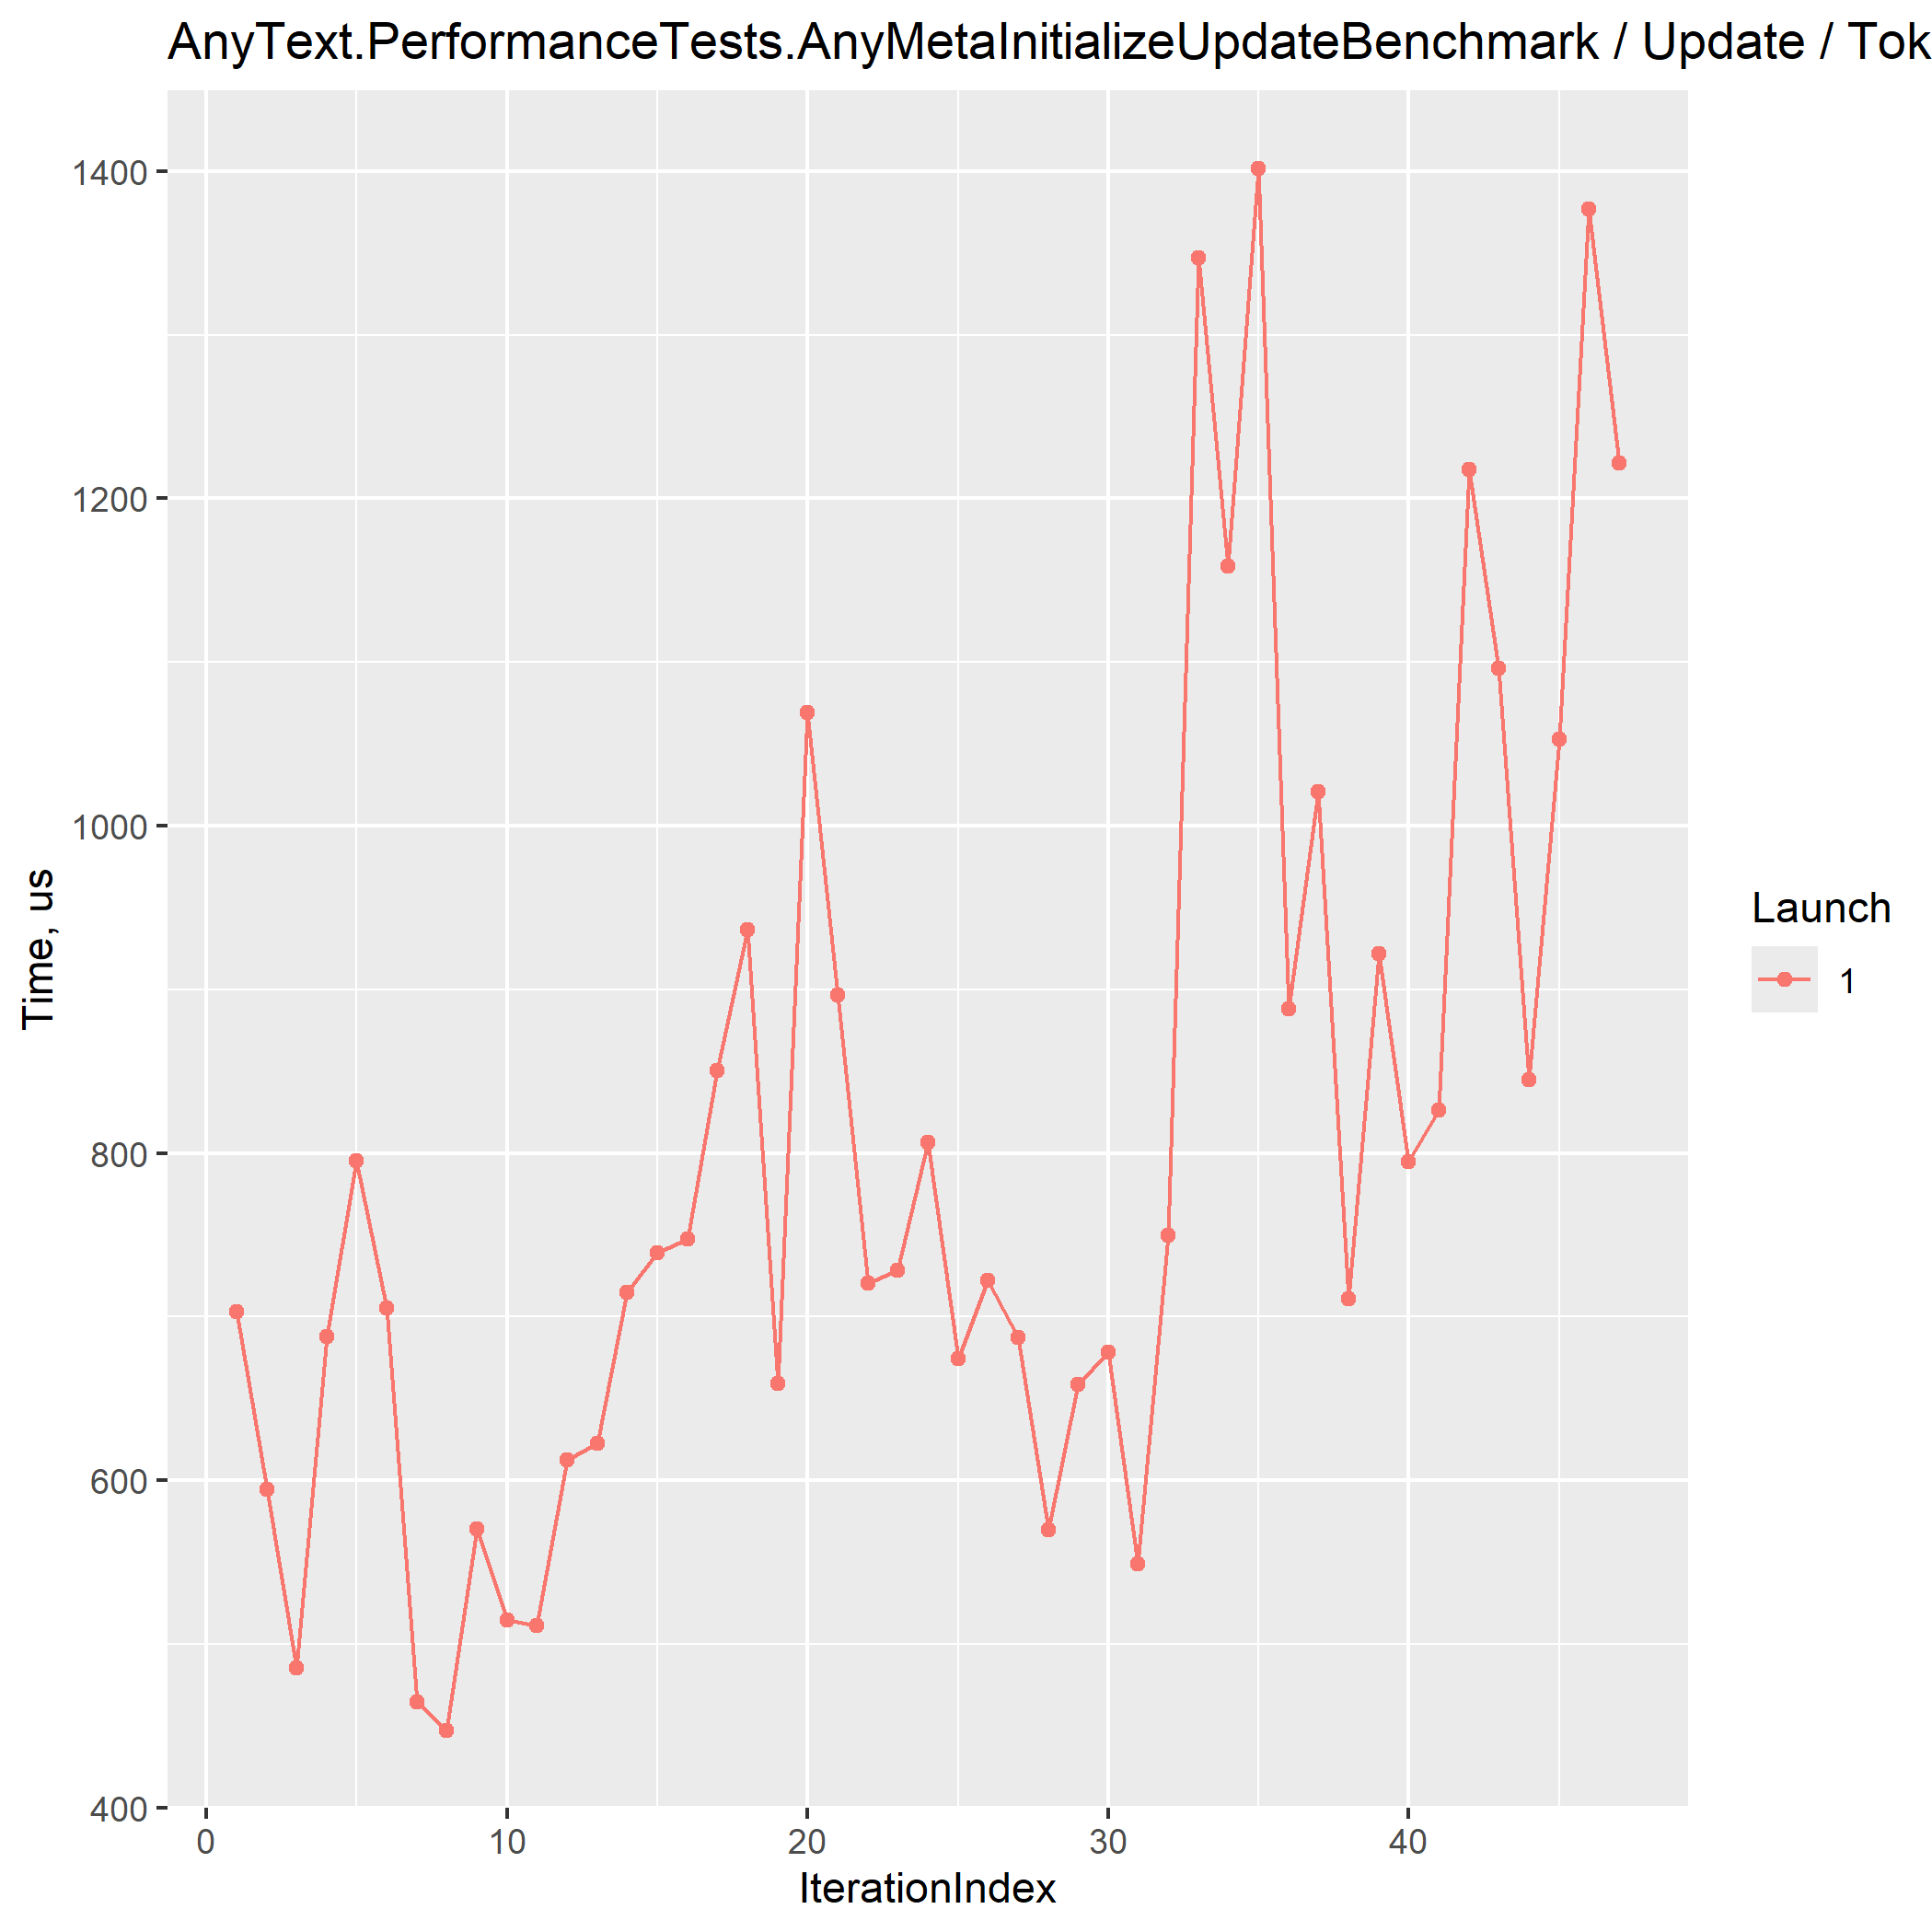 AnyText.PerformanceTests.AnyMetaInitializeUpdateBenchmark / Update / Tok
1400
1200
1000
800
600
400
Time, us
0 10 20 30 40
IterationIndex
Launch
1